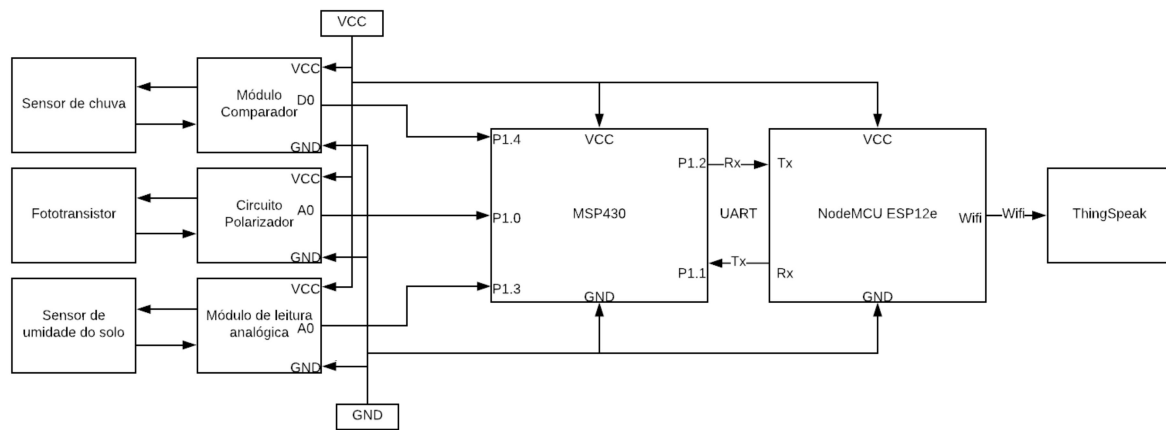 VCC
Sensor de chuva
Módulo
Comparador
VCC
D0
GND
Fototransistor
Circuito
Polarizador
VCC
A0
GND
Sensor de
umidade do solo
Módulo de leitura
analógica
VCC
A0
GND
GND
P1.4
P1.0
P1.3
VCC
MSP430
GND
P1.2
P1.1
Rx
UART
Tx
Tx
Rx
VCC
NodeMCU ESP12e
GND
Wifi
Wifi
ThingSpeak